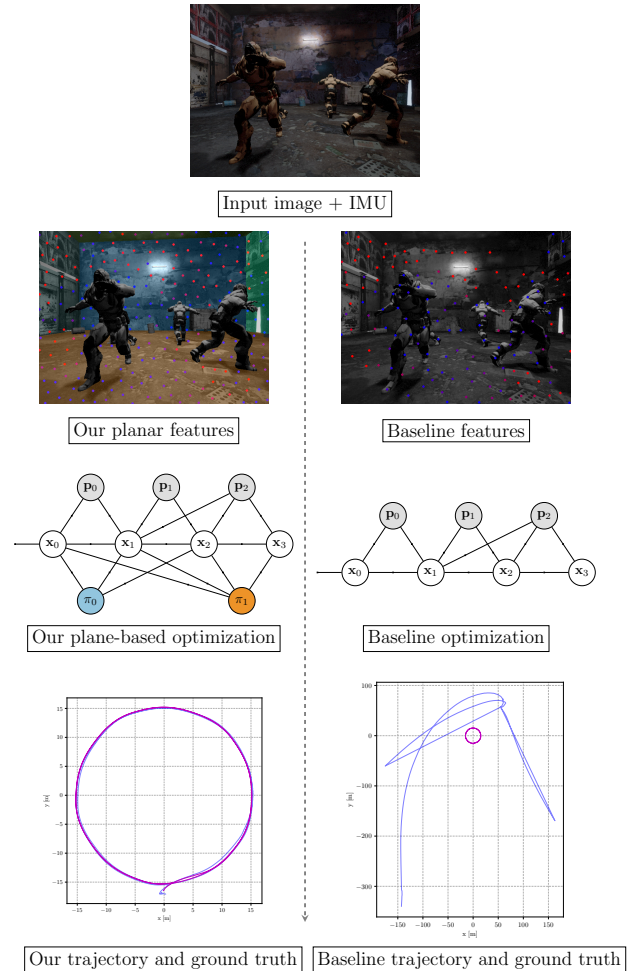 Input image + IMU
Our planar features
Baseline features
p0 p1 p2
x0 x1 x2 x3
π0 π1
p0 p1 p2
x0 x1 x2 x3
Our plane-based optimization
Baseline optimization
15
10
5
0
−5
−10
−15
y [m]
−15 −10 −5 0 5 10 15
x [m]
100
0
−100
−200
−300
y [m]
−150 −100 −50 0 50 100 150
x [m]
Our trajectory and ground truth
Baseline trajectory and ground truth